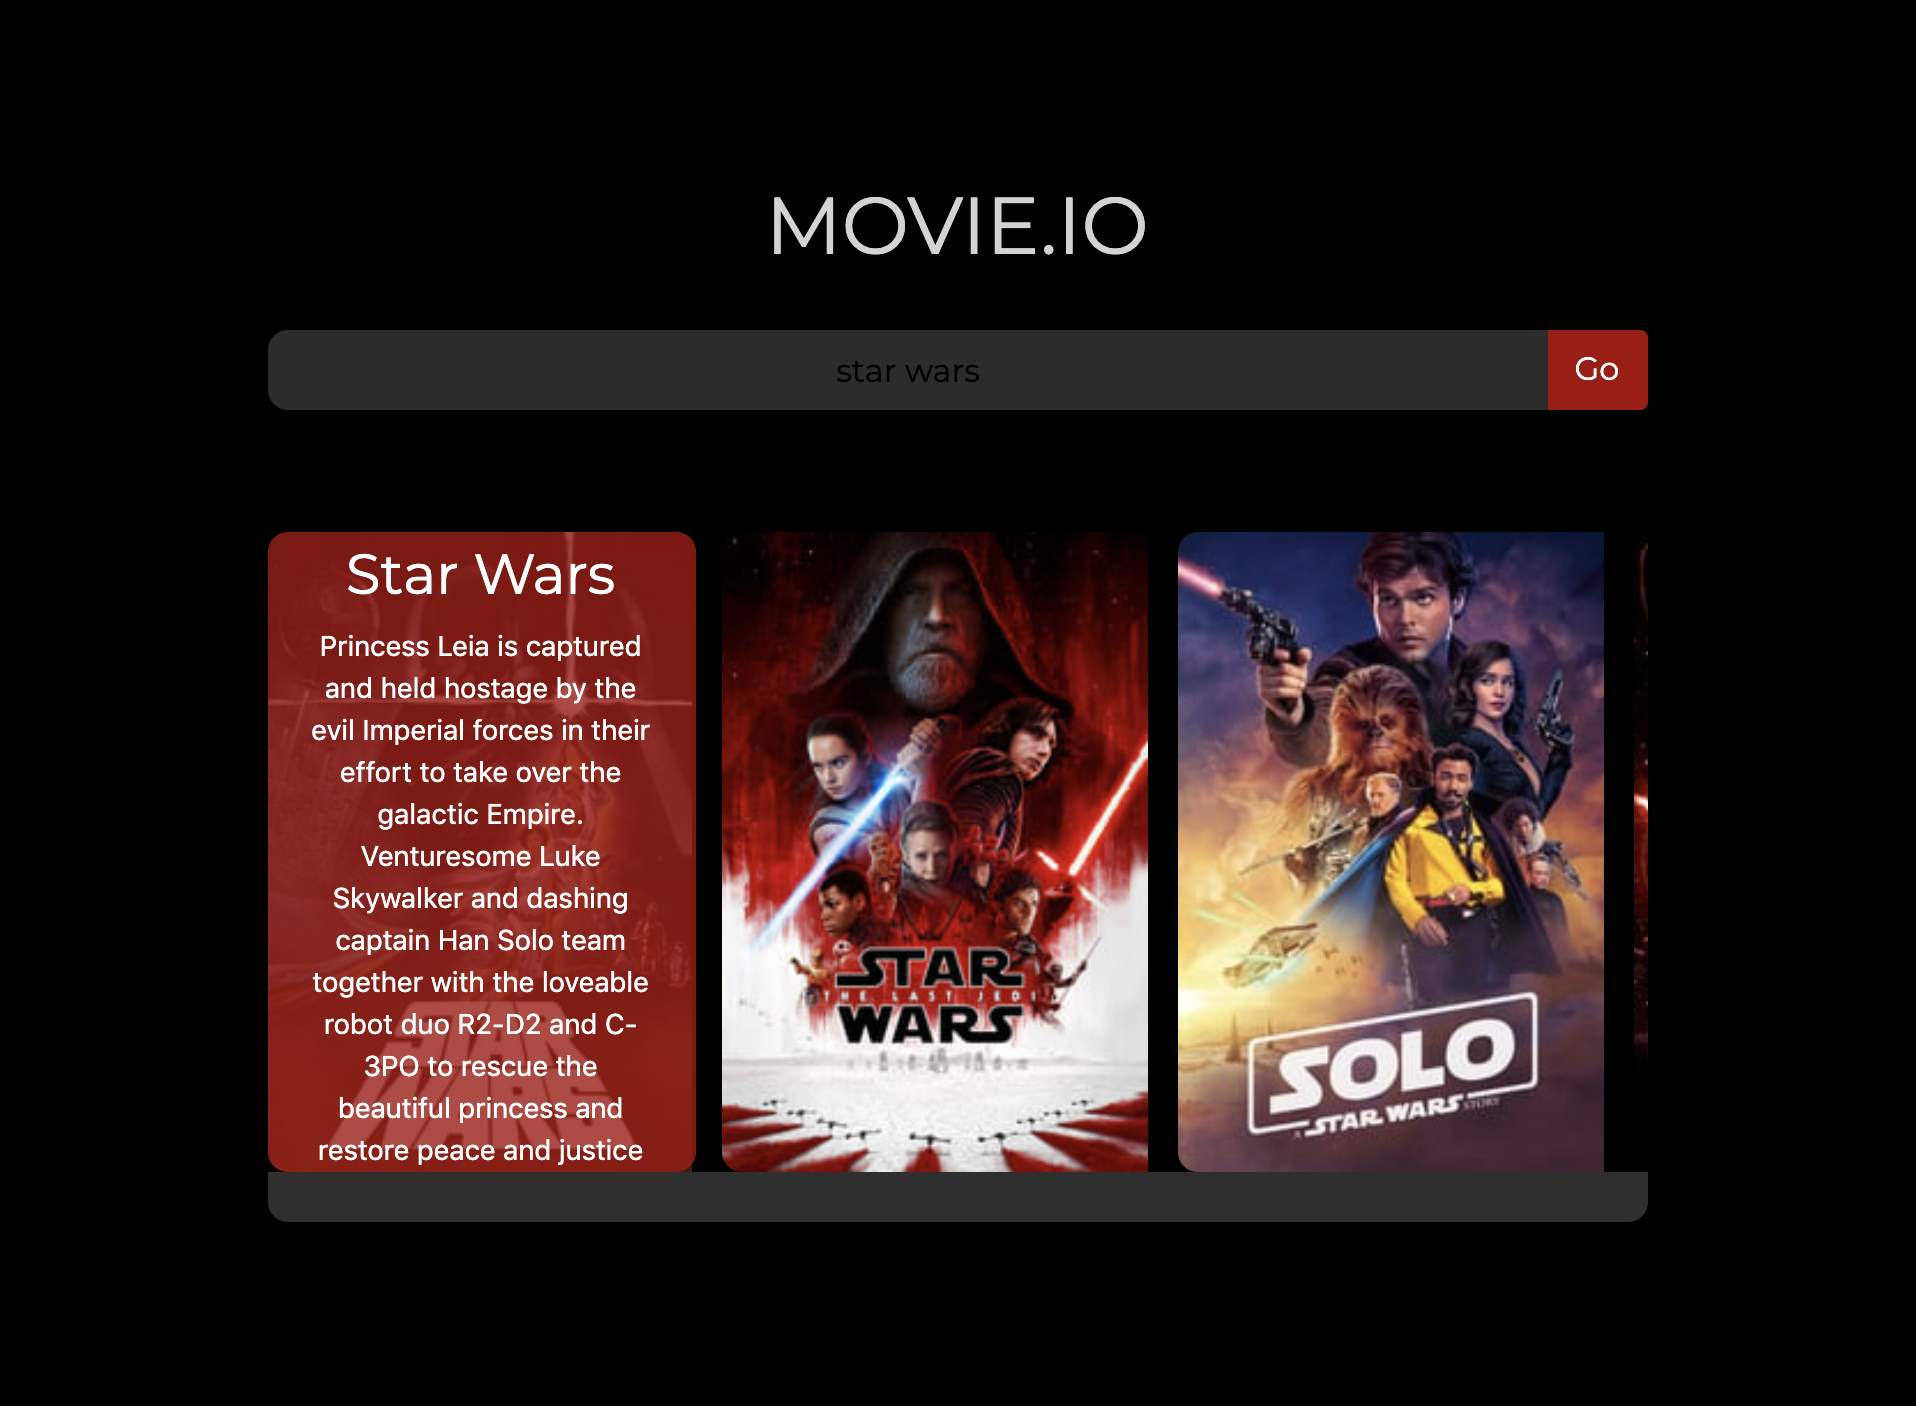 MOVIE.IO
star wars
Go
Star Wars
Princess Leia is captured
and held hostage by the
evil Imperial forces in their
effort to take over the
galactic Empire.
Venturesome Luke
Skywalker and dashing
captain Han Solo team
together with the loveable
robot duo R2-D2 and C-
3PO to rescue the
beautiful princess and
restore peace and justice
STAR
WARS
STAR
THE LAST JEDI
WARS
SOLO
A STAR WARS STORY